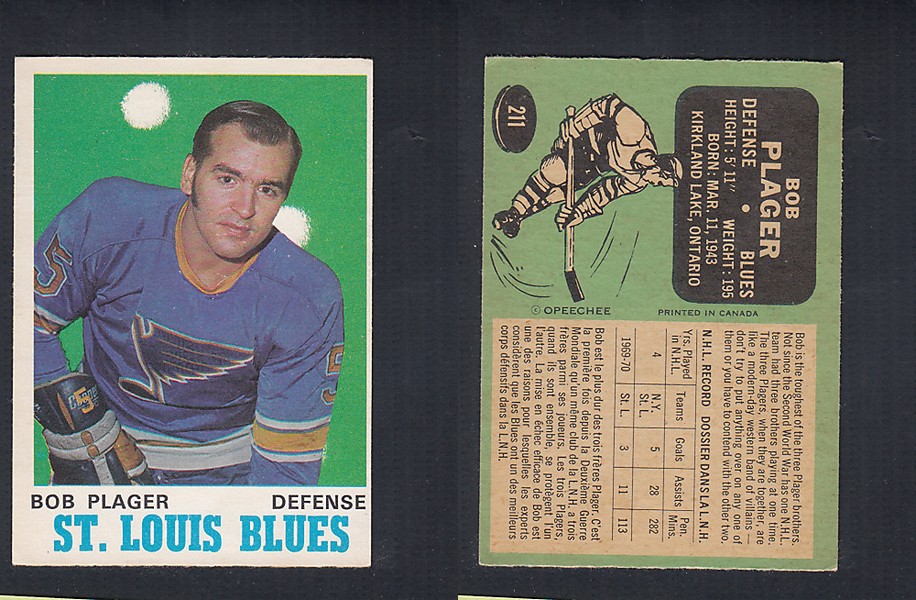 5
5
BOB PLAGER DEFENSE
ST. LOUIS BLUES
211
BOB
PLAGER
DEFENSE • BLUES
HEIGHT: 5' 11" WEIGHT: 195
BORN: MAR. 11, 1943
KIRKLAND LAKE, ONTARIO
© OPEECHEE PRINTED IN CANADA
Bob is the toughest of the three Plager brothers.
Not since the Second World War has one N.H.L.
team had three brothers playing at one time.
The three Plagers, when they are together, are
like a modern-day western band of villains —
don't try to put anything over on any one of
them or you have to contend with the other two.
N.H.L. RECORD DOSSIER DANS LA L.N.H.
Yrs. Played in N.H.L. Teams Goals Assists Pen. Mins.
4 N.Y. St. L. 5 28 282
1969-70 St. L. 3 11 113
Bob est le plus dur des trois frères Plager. C'est
la première fois depuis la Deuxième Guerre
Mondiale qu'un même club de la L.N.H. a trois
frères parmi ses joueurs. Les trois Plagers,
quand ils sont ensemble, se protègent l'un
l'autre. La mise en échec efficace de Bob est
une des raisons pour lesquelles les experts
considèrent que les Blues ont un des meilleurs
corps défensifs dans la L.N.H.